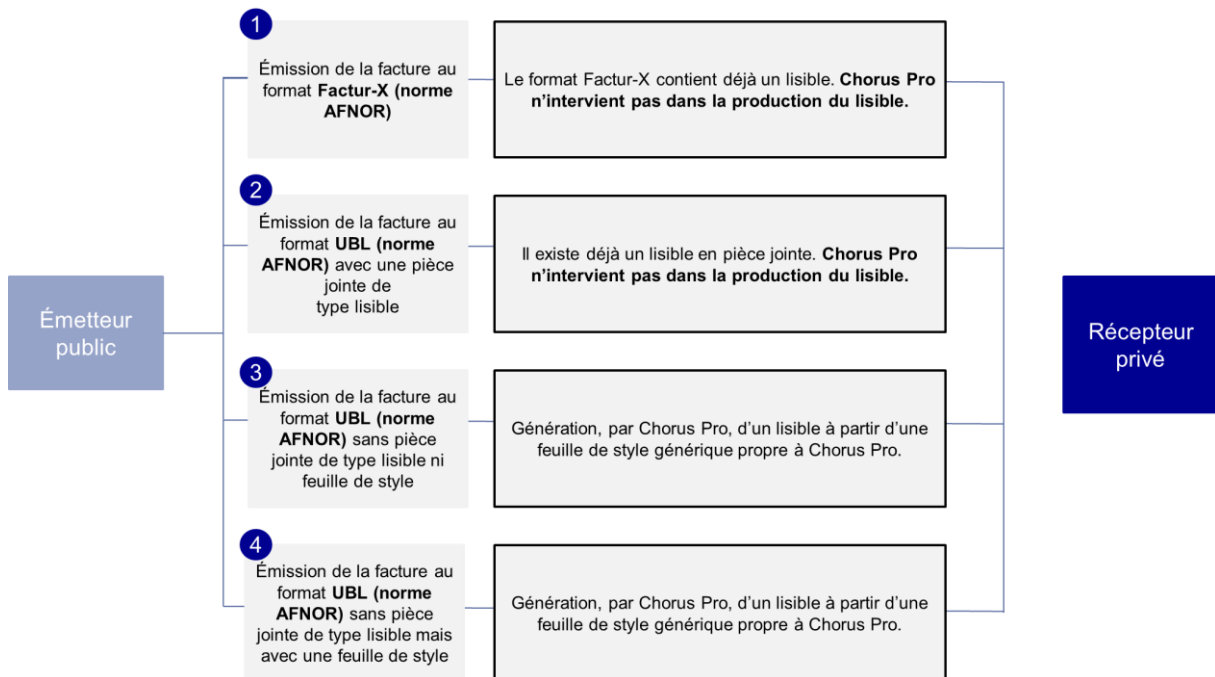 1
Émission de la facture au
format Factur-X (norme
AFNOR)
Le format Factur-X contient déjà un lisible. Chorus Pro
n’intervient pas dans la production du lisible.
2
Émission de la facture au
format UBL (norme
AFNOR) avec une pièce
jointe de
type lisible
Il existe déjà un lisible en pièce jointe. Chorus Pro
n’intervient pas dans la production du lisible.
Émetteur
public
Récepteur
privé
3
Émission de la facture au
format UBL (norme
AFNOR) sans pièce
jointe de type lisible ni
feuille de style
Génération, par Chorus Pro, d’un lisible à partir d’une
feuille de style générique propre à Chorus Pro.
4
Émission de la facture au
format UBL (norme
AFNOR) sans pièce
jointe de type lisible mais
avec une feuille de style
Génération, par Chorus Pro, d’un lisible à partir d’une
feuille de style générique propre à Chorus Pro.